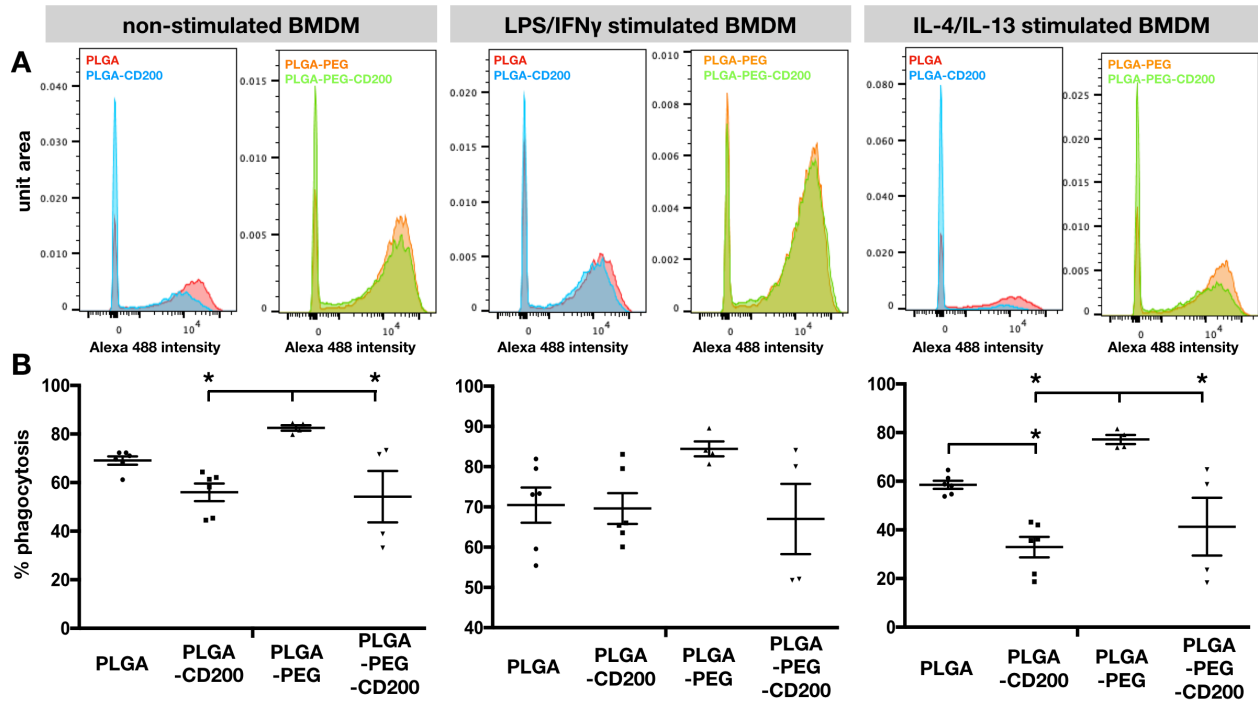 non-stimulated BMDM
LPS/IFNγ stimulated BMDM
IL-4/IL-13 stimulated BMDM
A
unit area
PLGA
PLGA-CD200
0.040
0.030
0.020
0.010
0
0
10⁴
Alexa 488 intensity
PLGA-PEG
PLGA-PEG-CD200
0.015
0.010
0.005
0
0
10⁴
Alexa 488 intensity
PLGA
PLGA-CD200
0.020
0.015
0.010
0.005
0
0
10⁴
Alexa 488 intensity
PLGA-PEG
PLGA-PEG-CD200
0.010
0.008
0.006
0.004
0.002
0
0
10⁴
Alexa 488 intensity
PLGA
PLGA-CD200
0.080
0.060
0.040
0.020
0
0
10⁴
Alexa 488 intensity
PLGA-PEG
PLGA-PEG-CD200
0.025
0.020
0.015
0.010
0.005
0
0
10⁴
Alexa 488 intensity
B
% phagocytosis
100
80
60
40
20
0
* *
PLGA
PLGA
-CD200
PLGA
-PEG
PLGA
-PEG
-CD200
100
90
80
70
60
50
40
PLGA
PLGA
-CD200
PLGA
-PEG
PLGA
-PEG
-CD200
100
80
60
40
20
0
* *
*
PLGA
PLGA
-CD200
PLGA
-PEG
PLGA
-PEG
-CD200